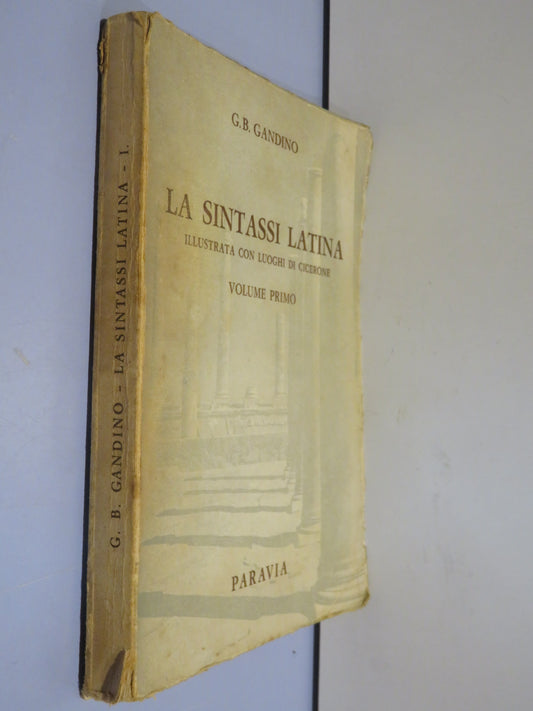 G. B. GANDINO - LA SINTASSI LATINA - I.
G.B. GANDINO
LA SINTASSI LATINA
ILLUSTRATA CON LUOGHI DI CICERONE
VOLUME PRIMO
PARAVIA